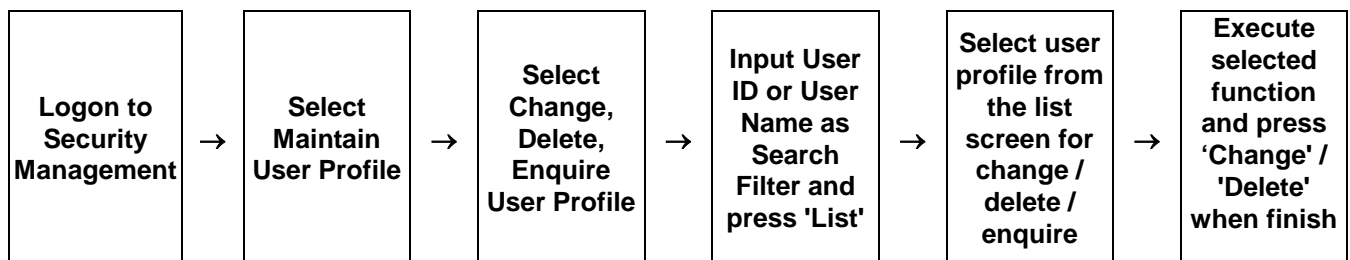 Logon to
Security
Management
→
Select
Maintain
User Profile
→
Select
Change,
Delete,
Enquire
User Profile
→
Input User
ID or User
Name as
Search
Filter and
press 'List'
→
Select user
profile from
the list
screen for
change /
delete /
enquire
→
Execute
selected
function
and press
‘Change' /
'Delete'
when finish